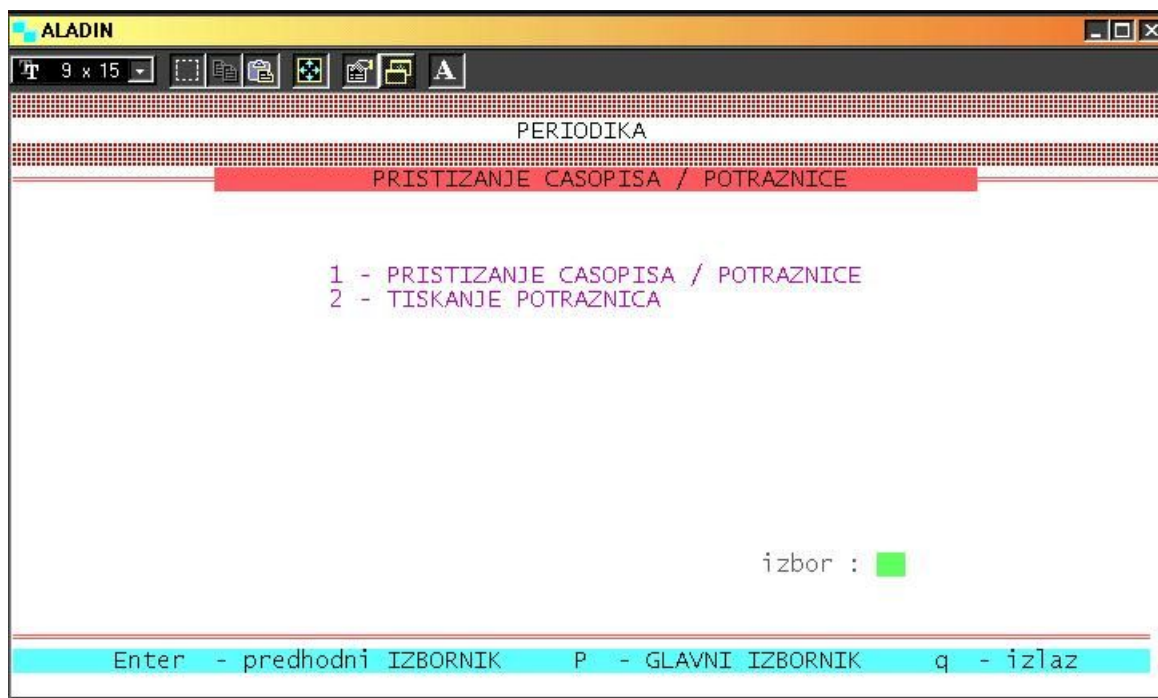 ALADIN
9 x 15
A
PERIODIKA
PRISTIZANJE CASOPISA / POTRAZNICE
1 - PRISTIZANJE CASOPISA / POTRAZNICE
2 - TISKANJE POTRAZNICA
izbor :
Enter - predhodni IZBORNIK P - GLAVNI IZBORNIK q - izlaz